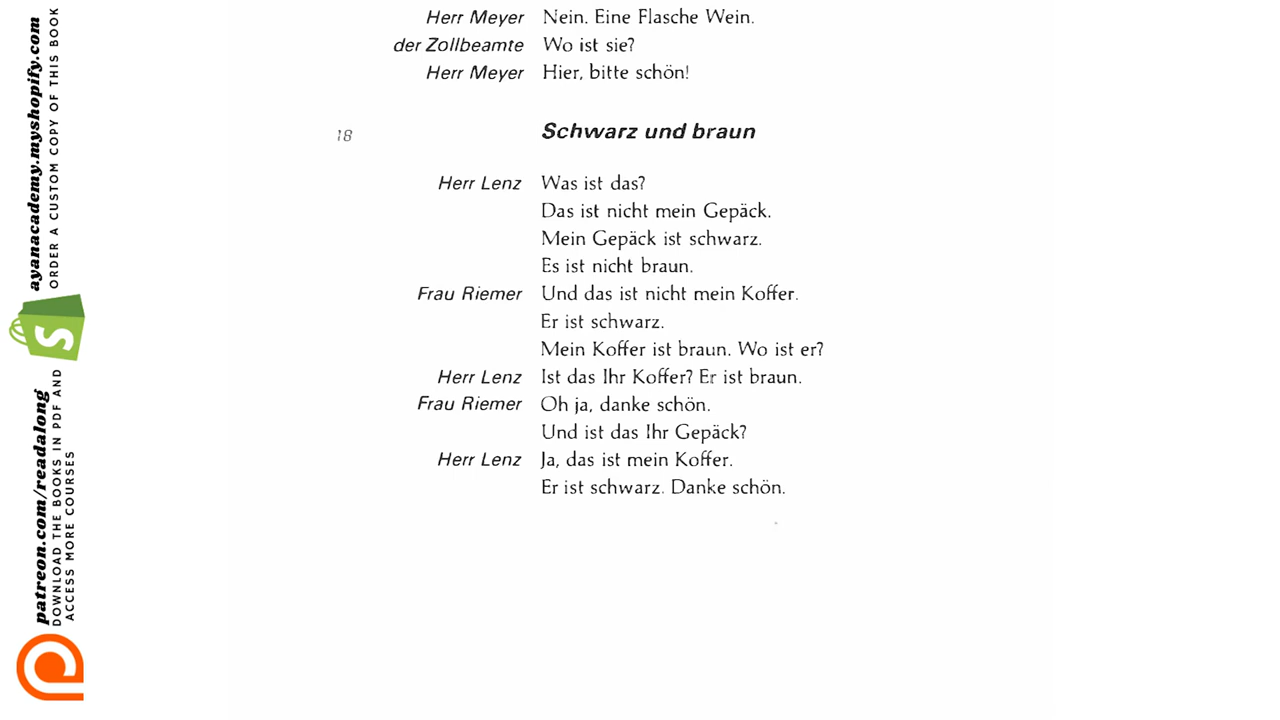 Herr Meyer Nein. Eine Flasche Wein.
der Zollbeamte Wo ist sie?
Herr Meyer Hier, bitte schön!
18 Schwarz und braun
Herr Lenz Was ist das?
Das ist nicht mein Gepäck.
Mein Gepäck ist schwarz.
Es ist nicht braun.
Frau Riemer Und das ist nicht mein Koffer.
Er ist schwarz.
Mein Koffer ist braun. Wo ist er?
Herr Lenz Ist das Ihr Koffer? Er ist braun.
Frau Riemer Oh ja, danke schön.
Und ist das Ihr Gepäck?
Herr Lenz Ja, das ist mein Koffer.
Er ist schwarz. Danke schön.
ayanacademy.myshopify.com
ORDER A CUSTOM COPY OF THIS BOOK
patreon.com/readalong
DOWNLOAD THE BOOKS IN PDF AND
ACCESS MORE COURSES